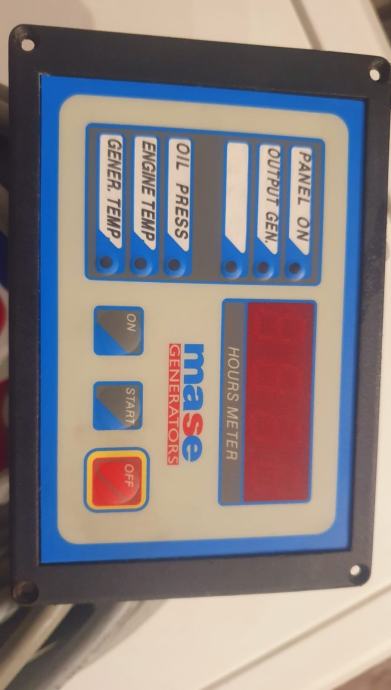 PANEL ON
OUTPUT GEN.
OIL PRESS
ENGINE TEMP
GENER. TEMP
HOURS METER
mase
GENERATORS
ON
START
OFF